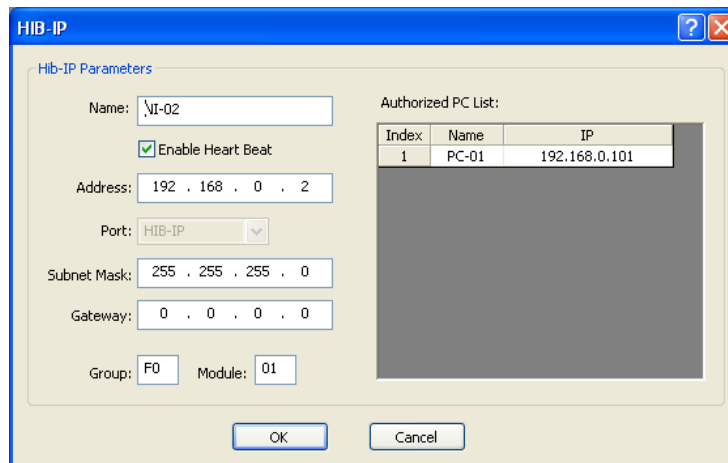 HIB-IP
Hib-IP Parameters
Name: \I-02
Enable Heart Beat
Address: 192 . 168 . 0 . 2
Port: HIB-IP
Subnet Mask: 255 . 255 . 255 . 0
Gateway: 0 . 0 . 0 . 0
Group: F0 Module: 01
Authorized PC List:
Index Name IP
1 PC-01 192.168.0.101
OK Cancel